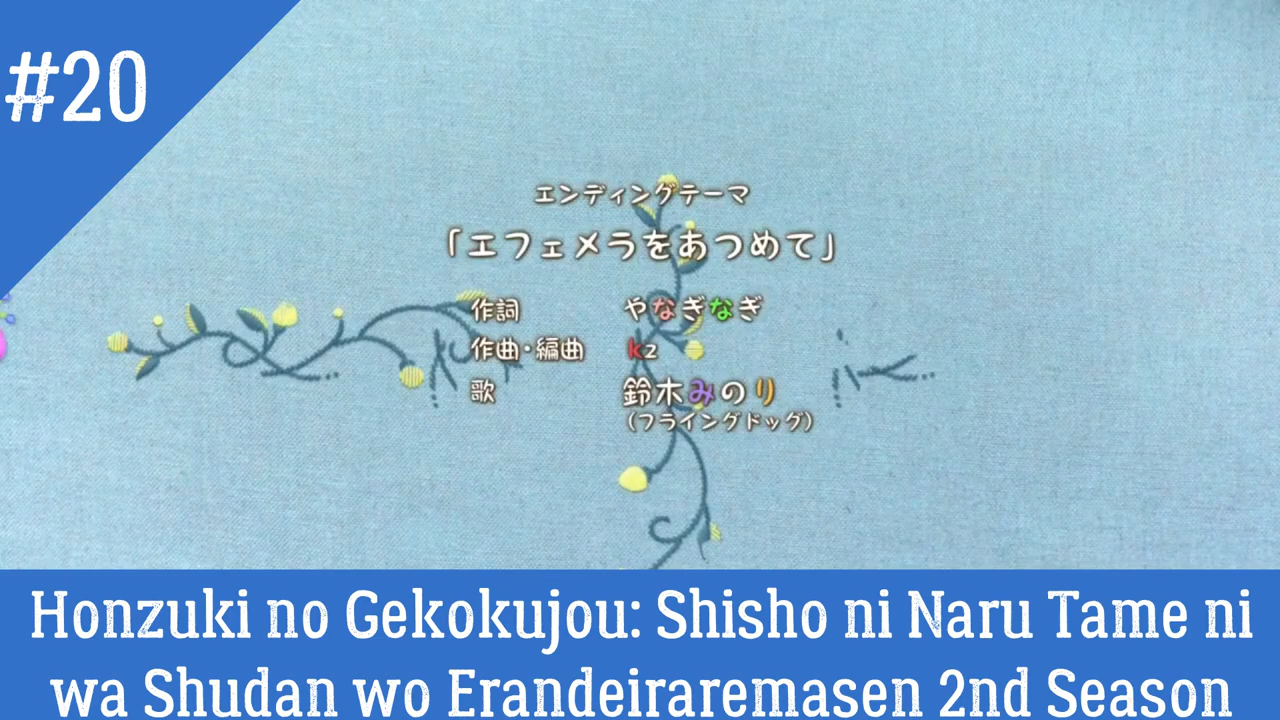 #20
エンディングテーマ
「エフェメラをあつめて」
作詞 やなぎなぎ
作曲・編曲 kz
歌 鈴木みのり
(フライングドッグ)
Honzuki no Gekokujou: Shisho ni Naru Tame ni
wa Shudan wo Erandeiraremasen 2nd Season